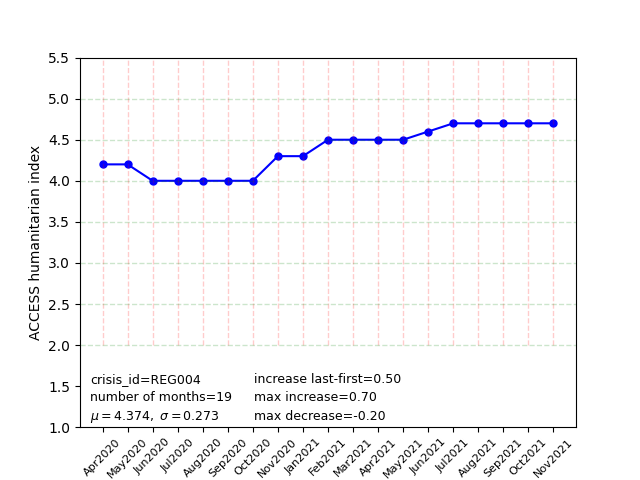 5.5
5.0
4.5
4.0
3.5
3.0
2.5
2.0
1.5
1.0
ACCESS humanitarian index
crisis_id=REG004
number of months=19
μ=4.374, σ=0.273
increase last-first=0.50
max increase=0.70
max decrease=-0.20
Apr2020
May2020
Jun2020
Jul2020
Aug2020
Sep2020
Oct2020
Nov2020
Jan2021
Feb2021
Mar2021
Apr2021
May2021
Jun2021
Jul2021
Aug2021
Sep2021
Oct2021
Nov2021